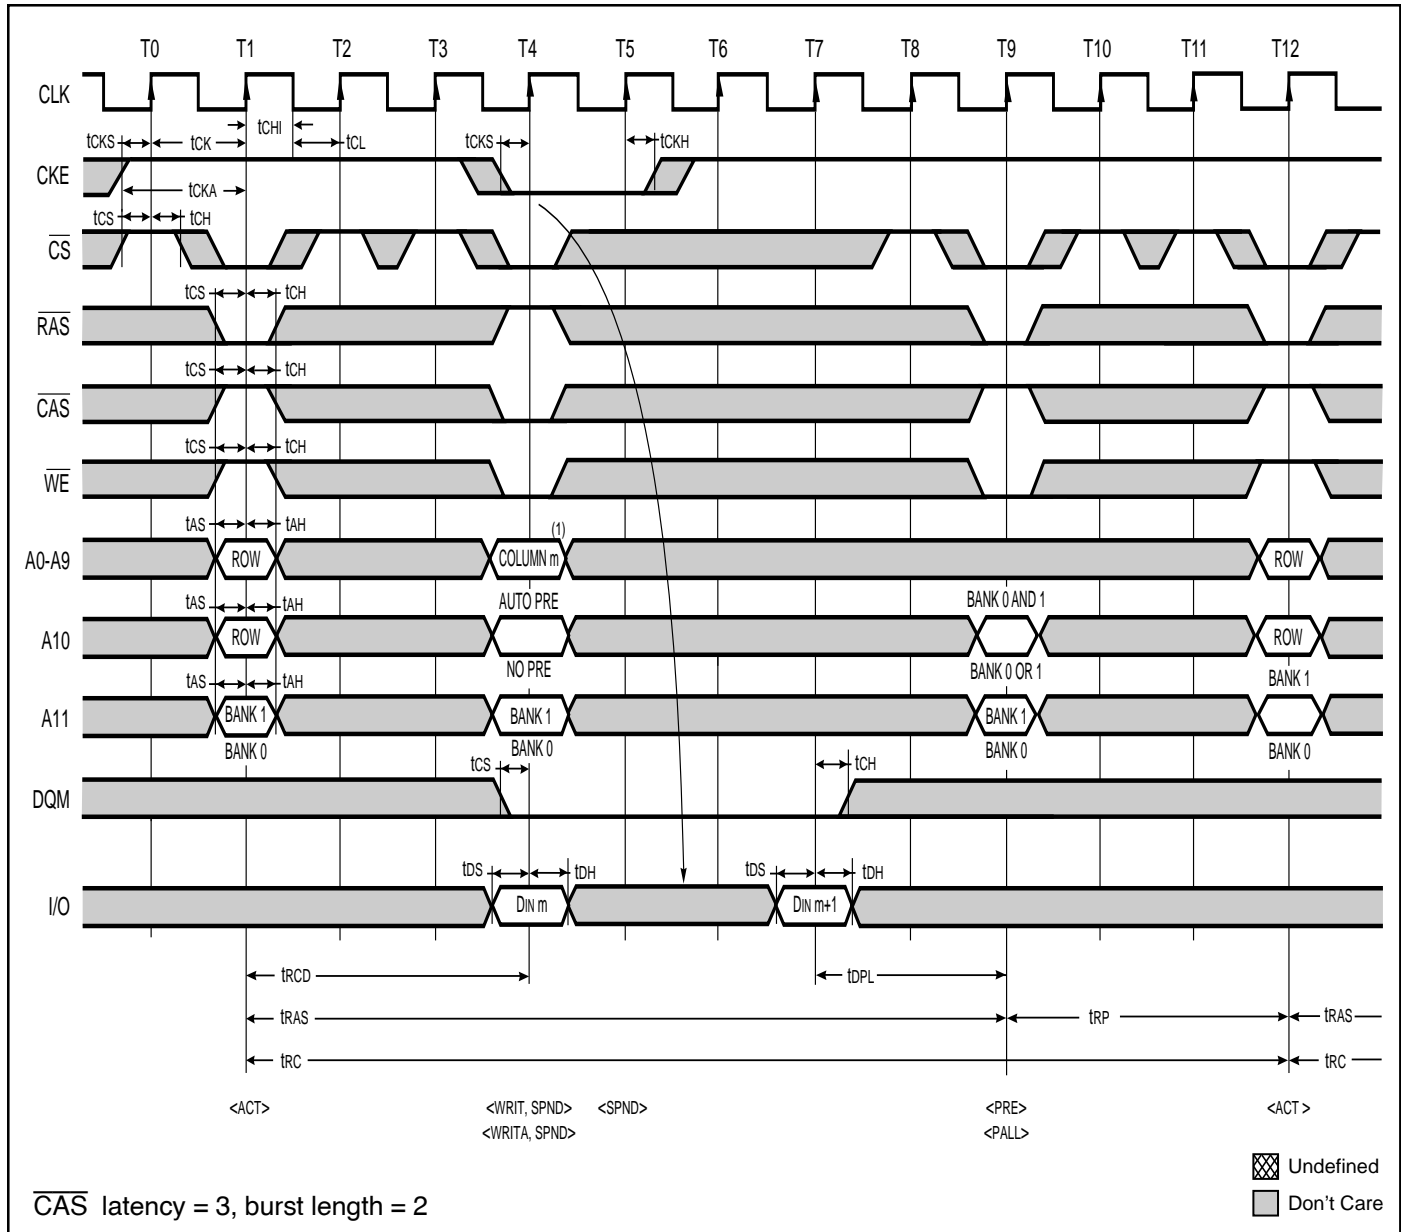 T0 T1 T2 T3 T4 T5 T6 T7 T8 T9 T10 T11 T12
CLK
tCHI
tCKS tCK tCL tCKS tCKH
CKE
tCKA
tCS tCH
CS
tCS tCH
RAS
tCS tCH
CAS
tCS tCH
WE
tAS tAH (1)
A0-A9 ROW COLUMN m ROW
tAS tAH AUTO PRE BANK 0 AND 1
A10 ROW ROW
NO PRE BANK 0 OR 1 BANK 1
tAS tAH
A11 BANK 1 BANK 1 BANK 1
BANK 0 BANK 0 BANK 0 BANK 0
tCS tCH
DQM
tDS tDH tDS tDH
I/O DIN m DIN m+1
tRCD tDPL
tRAS tRP tRAS
tRC tRC
<ACT> <WRIT, SPND> <SPND> <PRE> <ACT >
<WRITA, SPND> <PALL>
Undefined
CAS latency = 3, burst length = 2 Don't Care